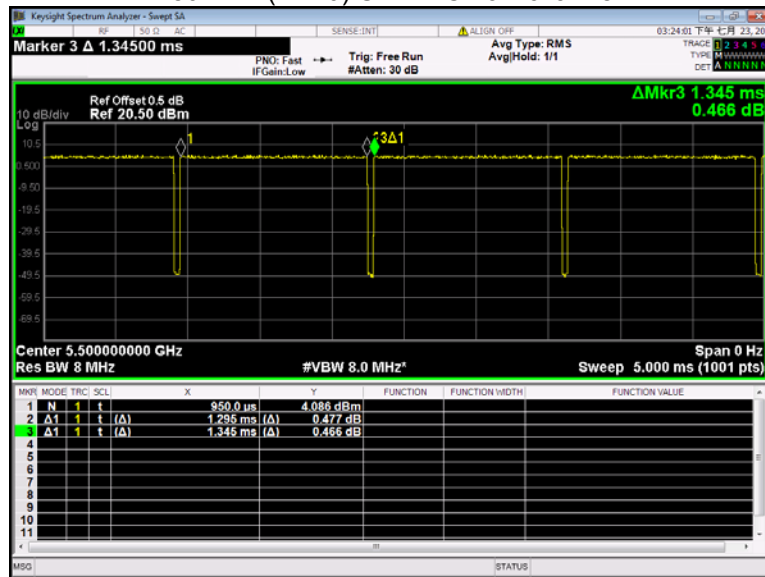 Keysight Spectrum Analyzer - Swept SA
RF 50 Ω AC SENSE:INT ALIGN OFF 03:24:01 下午 七月 23, 20
Marker 3 Δ 1.34500 ms
PNO: Fast Trig: Free Run Avg Type: RMS TRACE 1 2 3 4 5
IFGain:Low #Atten: 30 dB Avg|Hold: 1/1 TYPE M
DET A N N N N N
ΔMkr3 1.345 ms
0.466 dB
Ref Offset 0.5 dB
10 dB/div Ref 20.50 dBm
Log
10.5
0.500
-9.50
-19.5
-29.5
-39.5
-49.5
-59.5
-69.5
1
3Δ1
Center 5.500000000 GHz Span 0 Hz
Res BW 8 MHz #VBW 8.0 MHz* Sweep 5.000 ms (1001 pts)
MKR MODE TRC SCL X Y FUNCTION FUNCTION WIDTH FUNCTION VALUE
1 N 1 t 950.0 us 4.086 dBm
2 Δ1 1 t (Δ) 1.295 ms (Δ) 0.477 dB
3 Δ1 1 t (Δ) 1.345 ms (Δ) 0.466 dB
4
5
6
7
8
9
10
11
MSG STATUS